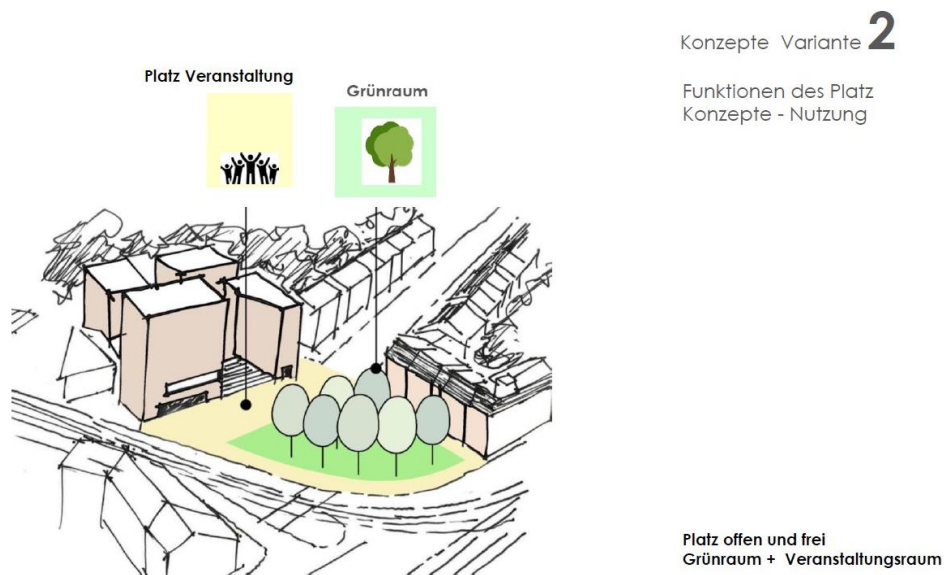 Konzepte Variante 2
Funktionen des Platz
Konzepte - Nutzung
Platz Veranstaltung
Grünraum
Platz offen und frei
Grünraum + Veranstaltungsraum